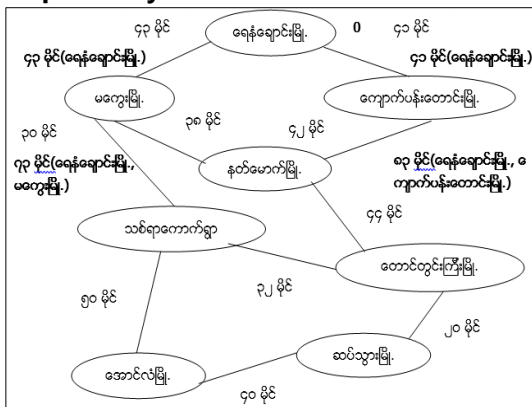 ၄၃ မိုင်
ရေနံချောင်းမြို့.
0
၄၁ မိုင်
၄၃ မိုင်(ရေနံချောင်းမြို့.)
၄၁ မိုင်(ရေနံချောင်းမြို့.)
မကွေးမြို့.
ကျောက်ပန်းတောင်းမြို့.
၃၀ မိုင်
၃၈ မိုင်
၄၂ မိုင်
၇၃ မိုင်(ရေနံချောင်းမြို့.,
မကွေးမြို့.)
နတ်မောက်မြို့.
၈၃ မိုင်(ရေနံချောင်းမြို့., ေ
ကျာက်ပန်းတောင်းမြို့.)
၄၄ မိုင်
သစ်ရာကောက်ရွာ
တောင်တွင်းကြီးမြို့.
၃၂ မိုင်
၅၀ မိုင်
၂၀ မိုင်
ဆပ်သွားမြို့.
အောင်လံမြို့.
၄၀ မိုင်